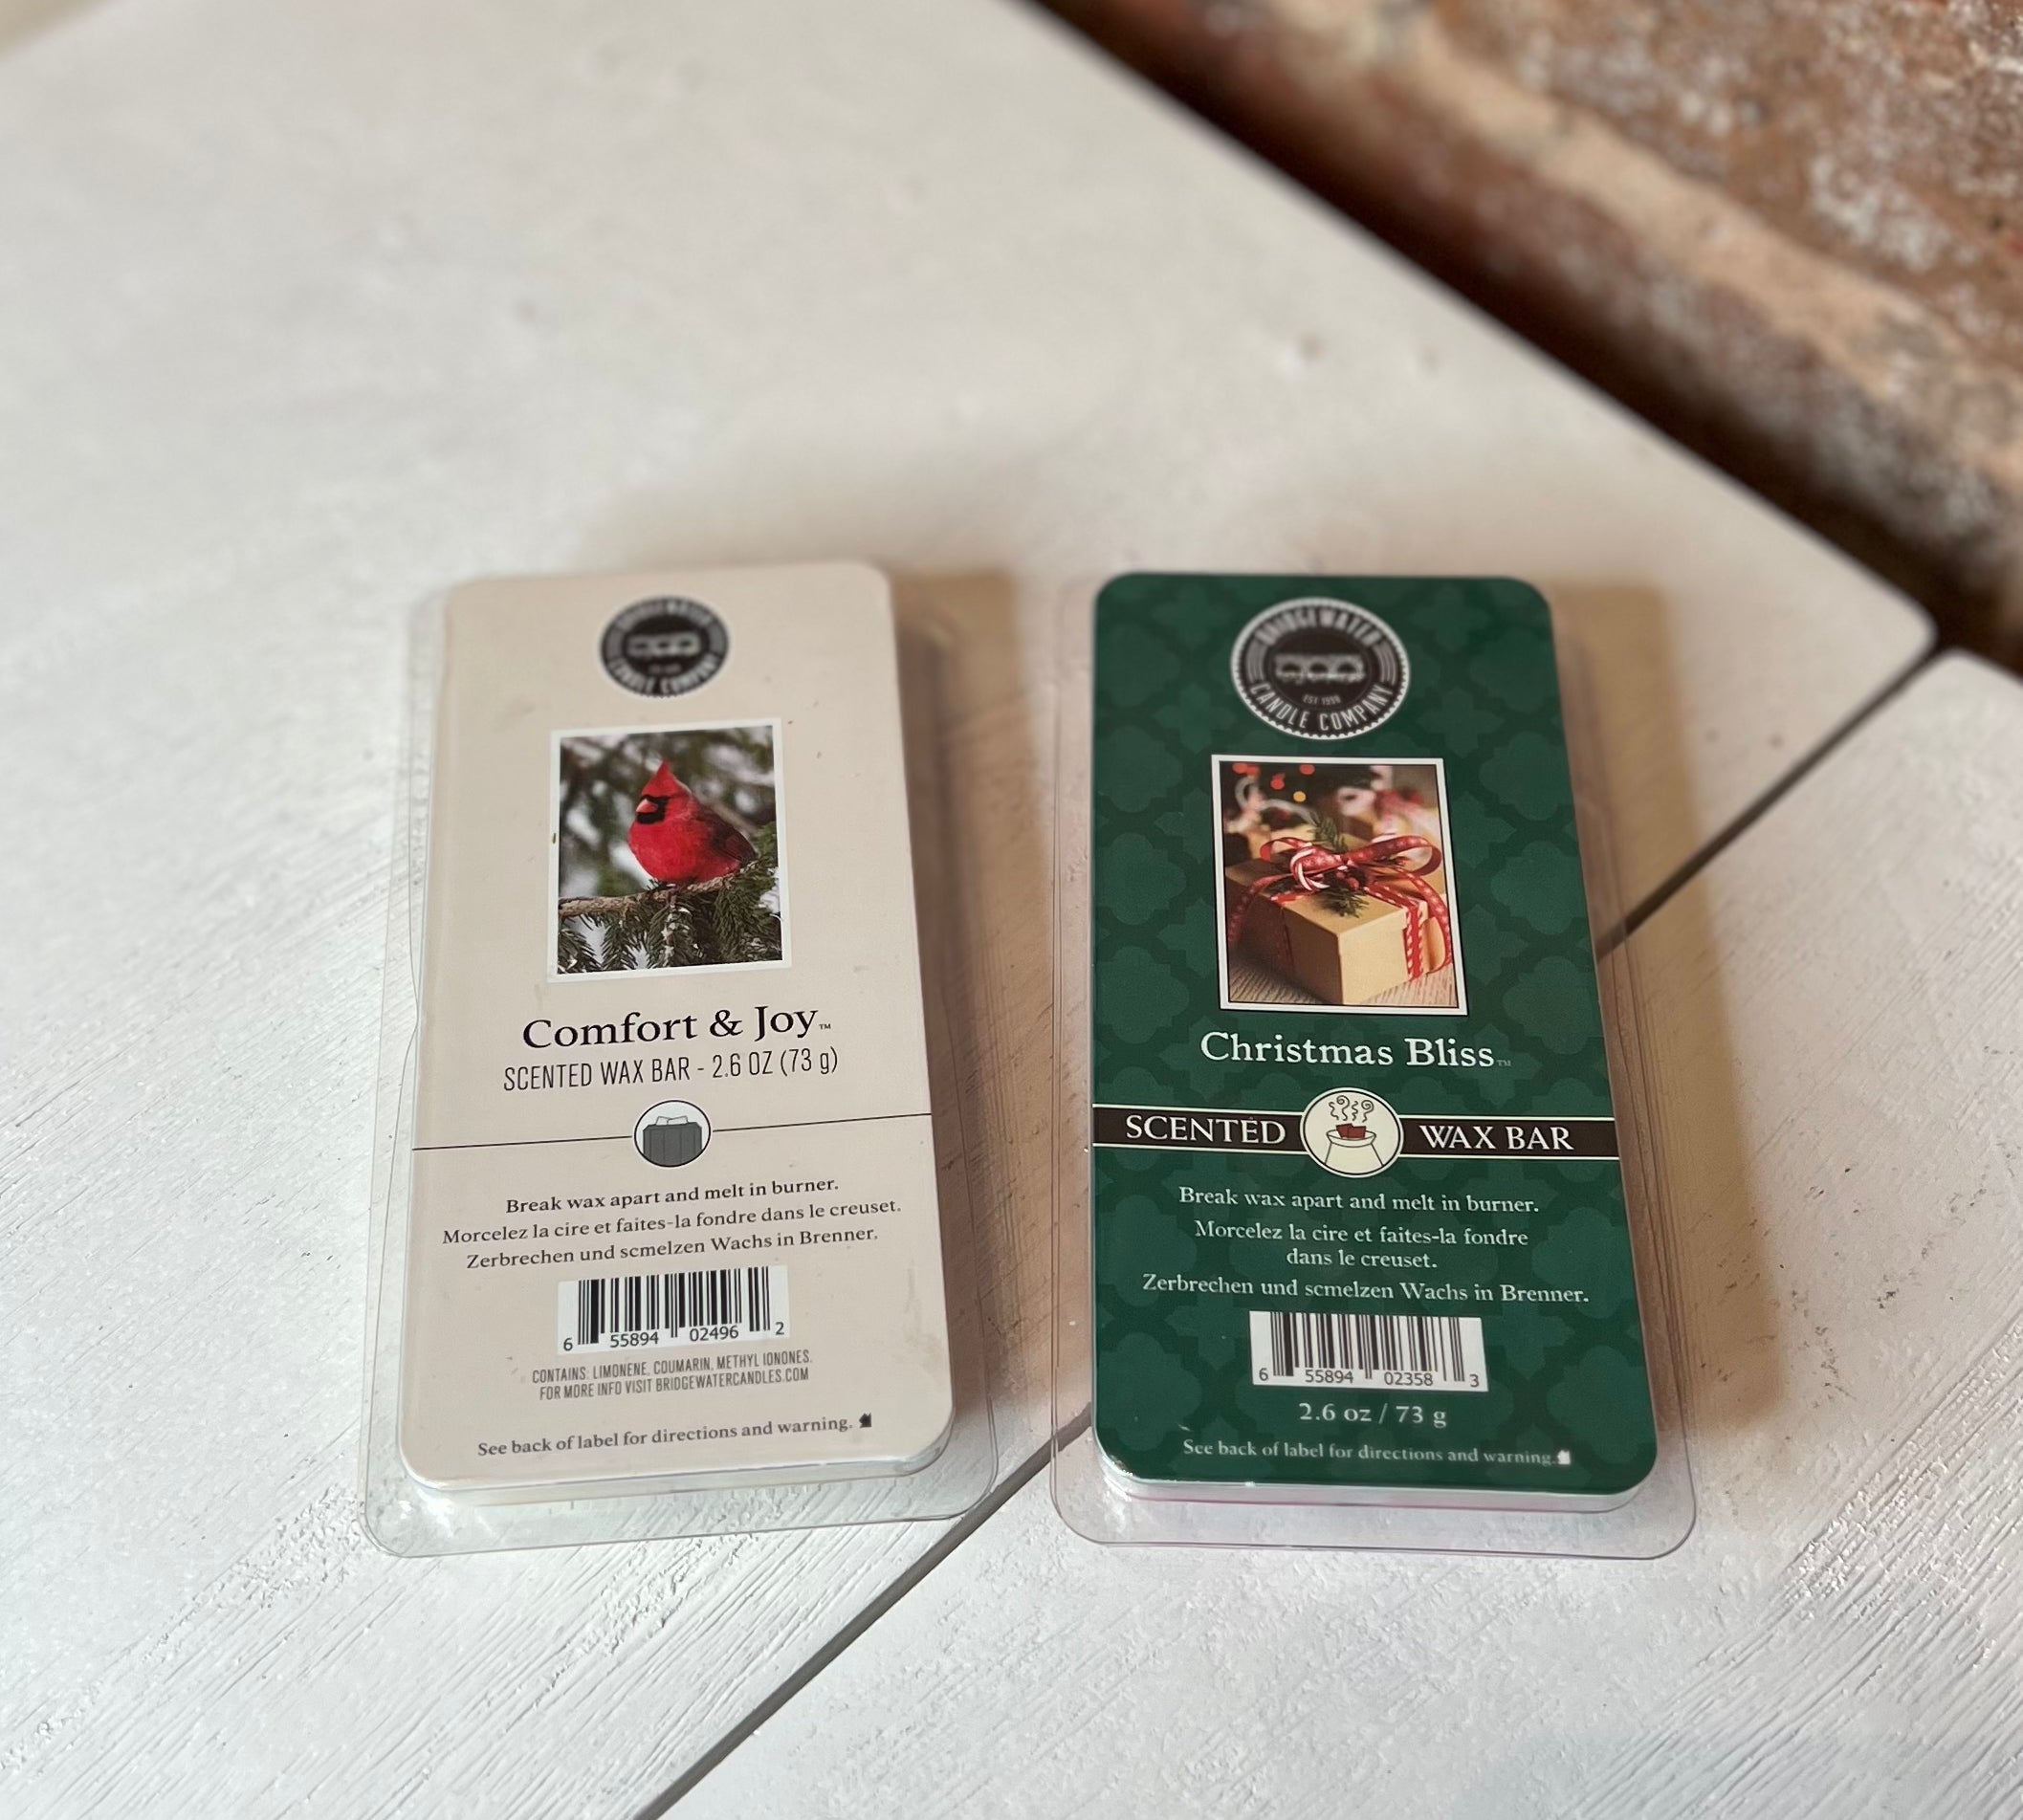 BRIDGEWATER
CANDLE COMPANY
Comfort & Joy™
SCENTED WAX BAR - 2.6 OZ (73 g)
Break wax apart and melt in burner.
Morcelez la cire et faites-la fondre dans le creuset.
Zerbrechen und scmelzen Wachs in Brenner.
6 55894 02496 2
CONTAINS: LIMONENE, COUMARIN, METHYL IONONES.
FOR MORE INFO VISIT BRIDGEWATERCANDLES.COM
See back of label for directions and warning.
BRIDGEWATER
EST 1998
CANDLE COMPANY
Christmas Bliss™
SCENTED WAX BAR
Break wax apart and melt in burner.
Morcelez la cire et faites-la fondre
dans le creuset.
Zerbrechen und scmelzen Wachs in Brenner.
6 55894 02358 3
2.6 oz / 73 g
See back of label for directions and warning.